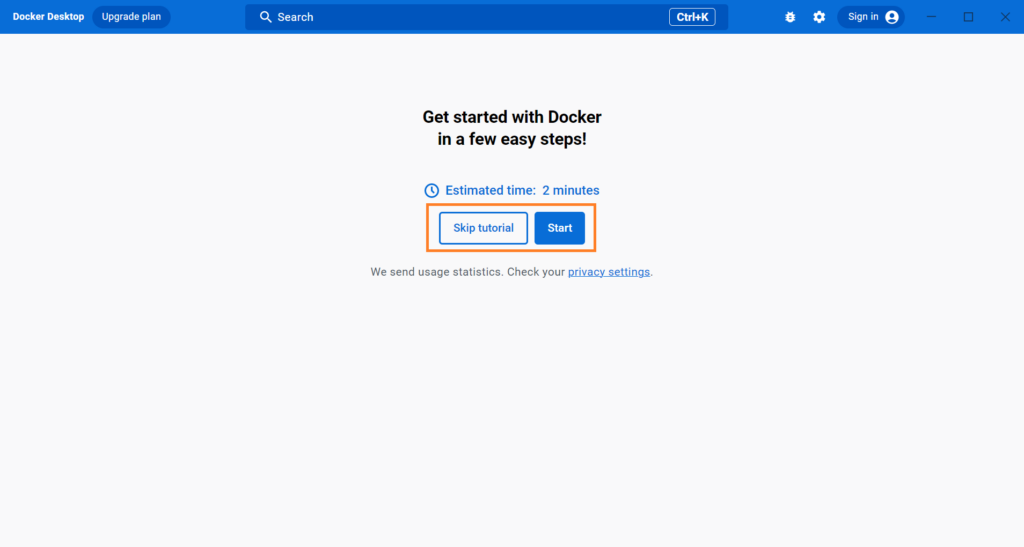 Docker Desktop Upgrade plan Search Ctrl+K Sign in
Get started with Docker
in a few easy steps!
Estimated time: 2 minutes
Skip tutorial Start
We send usage statistics. Check your privacy settings.